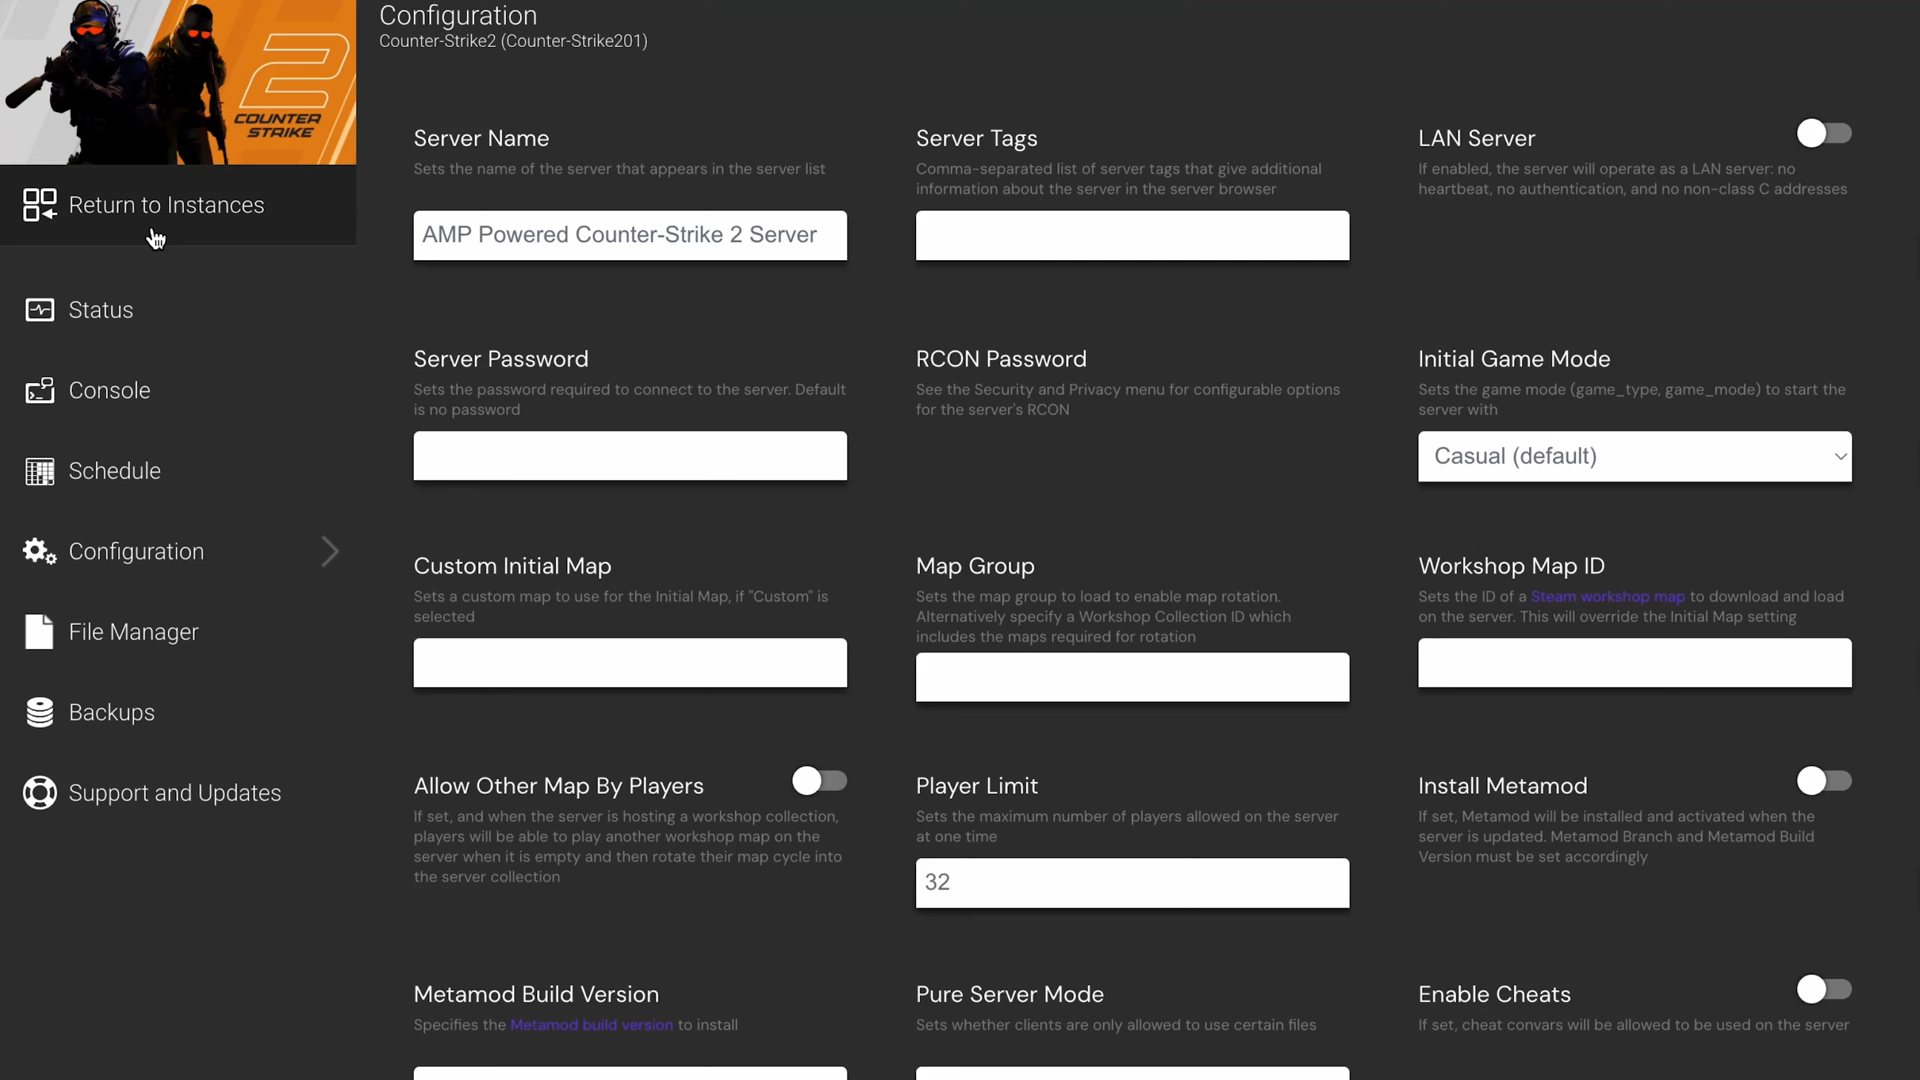 2
COUNTER
STRIKE
Return to Instances
Status
Console
Schedule
Configuration
File Manager
Backups
Support and Updates
Configuration
Counter-Strike2 (Counter-Strike201)
Server Name
Sets the name of the server that appears in the server list
AMP Powered Counter-Strike 2 Server
Server Tags
Comma-separated list of server tags that give additional
information about the server in the server browser
LAN Server
If enabled, the server will operate as a LAN server: no
heartbeat, no authentication, and no non-class C addresses
Server Password
Sets the password required to connect to the server. Default
is no password
RCON Password
See the Security and Privacy menu for configurable options
for the server's RCON
Initial Game Mode
Sets the game mode (game_type, game_mode) to start the
server with
Casual (default)
Custom Initial Map
Sets a custom map to use for the Initial Map, if "Custom" is
selected
Map Group
Sets the map group to load to enable map rotation.
Alternatively specify a Workshop Collection ID which
includes the maps required for rotation
Workshop Map ID
Sets the ID of a Steam workshop map to download and load
on the server. This will override the Initial Map setting
Allow Other Map By Players
If set, and when the server is hosting a workshop collection,
players will be able to play another workshop map on the
server when it is empty and then rotate their map cycle into
the server collection
Player Limit
Sets the maximum number of players allowed on the server
at one time
32
Install Metamod
If set, Metamod will be installed and activated when the
server is updated. Metamod Branch and Metamod Build
Version must be set accordingly
Metamod Build Version
Specifies the Metamod build version to install
Pure Server Mode
Sets whether clients are only allowed to use certain files
Enable Cheats
If set, cheat convars will be allowed to be used on the server